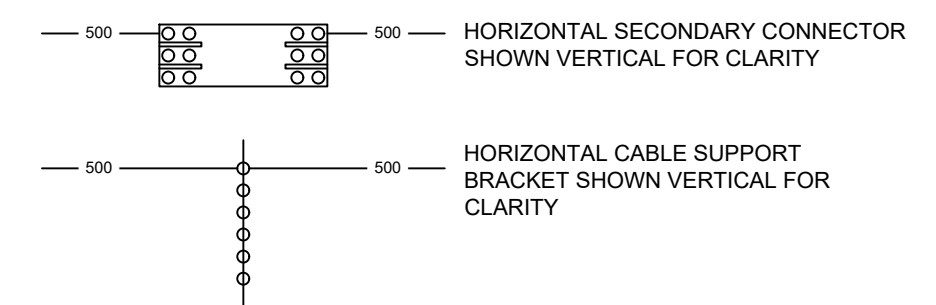 500
500
HORIZONTAL SECONDARY CONNECTOR
SHOWN VERTICAL FOR CLARITY
500
500
HORIZONTAL CABLE SUPPORT
BRACKET SHOWN VERTICAL FOR
CLARITY